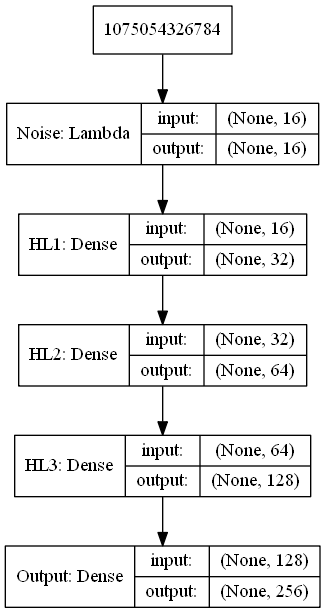 1075054326784
Noise: Lambda input: (None, 16)
output: (None, 16)
HL1: Dense input: (None, 16)
output: (None, 32)
HL2: Dense input: (None, 32)
output: (None, 64)
HL3: Dense input: (None, 64)
output: (None, 128)
Output: Dense input: (None, 128)
output: (None, 256)